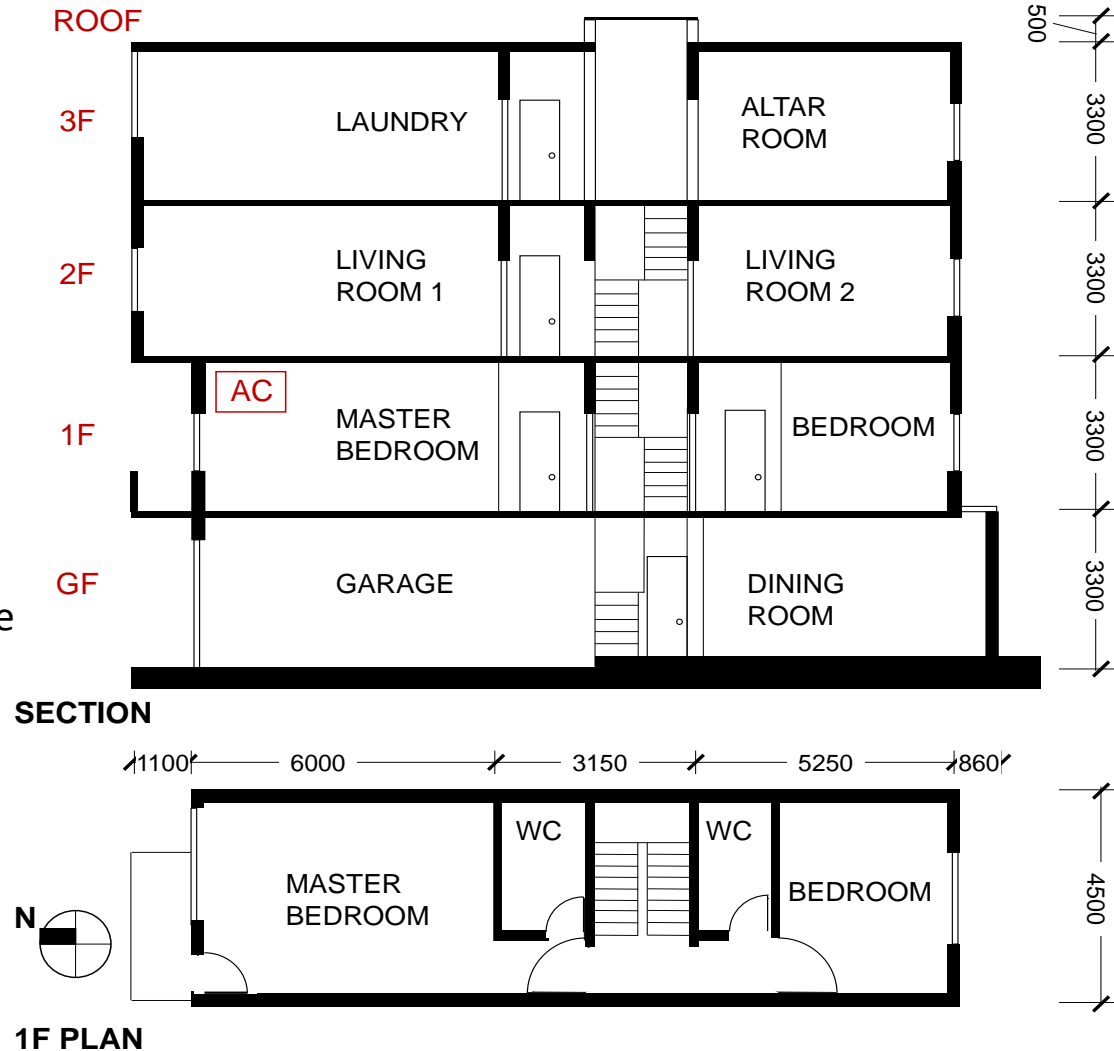 ROOF
500
3F
LAUNDRY
ALTAR
ROOM
3300
2F
LIVING
ROOM 1
LIVING
ROOM 2
3300
AC
1F
MASTER
BEDROOM
BEDROOM
3300
GF
GARAGE
DINING
ROOM
3300
e
SECTION
1100
6000
3150
5250
860
WC
WC
MASTER
BEDROOM
BEDROOM
4500
N
1F PLAN